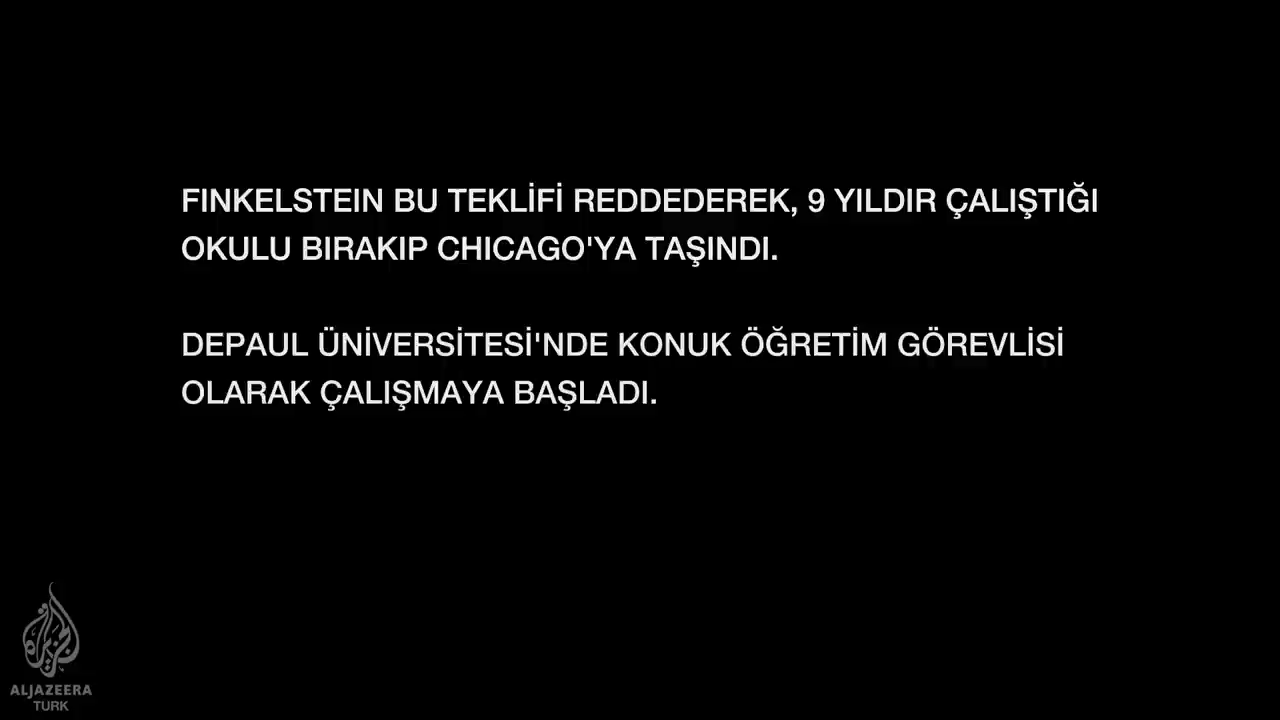 FINKELSTEIN BU TEKLİFİ REDDEDEREK, 9 YILDIR ÇALIŞTIĞI
OKULU BIRAKIP CHICAGO'YA TAŞINDI.
DEPAUL ÜNİVERSİTESİ'NDE KONUK ÖĞRETİM GÖREVLİSİ
OLARAK ÇALIŞMAYA BAŞLADI.
الجزيرة
ALJAZEERA
TURK